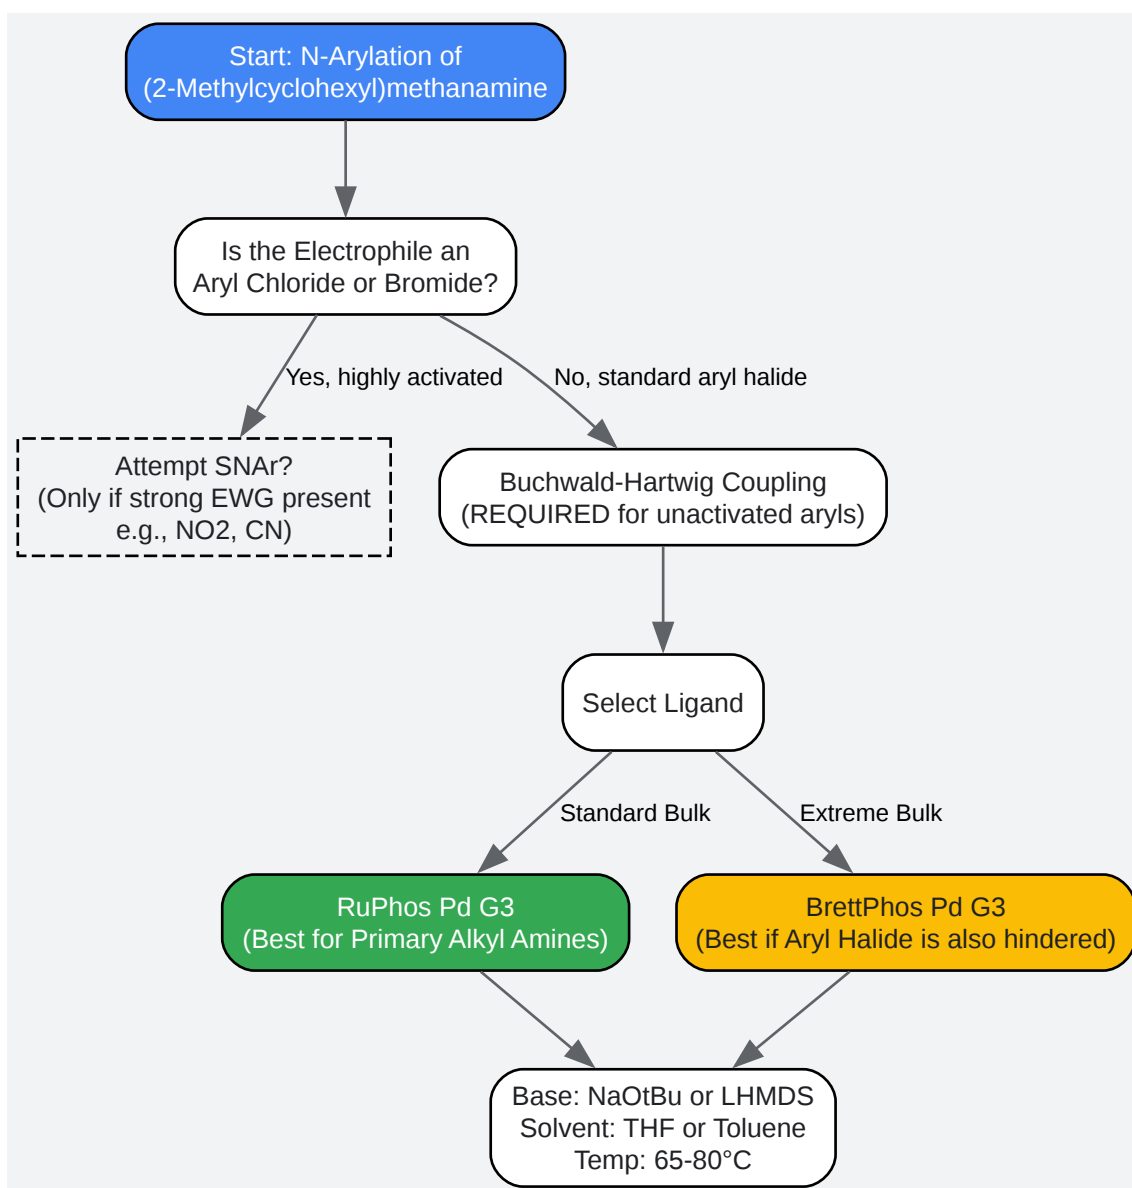 Start: N-Arylation of
(2-Methylcyclohexyl)methanamine
Is the Electrophile an
Aryl Chloride or Bromide?
Yes, highly activated
No, standard aryl halide
Attempt SNAr?
(Only if strong EWG present
e.g., NO2, CN)
Buchwald-Hartwig Coupling
(REQUIRED for unactivated aryls)
Select Ligand
Standard Bulk
Extreme Bulk
RuPhos Pd G3
(Best for Primary Alkyl Amines)
BrettPhos Pd G3
(Best if Aryl Halide is also hindered)
Base: NaOtBu or LHMDS
Solvent: THF or Toluene
Temp: 65-80°C